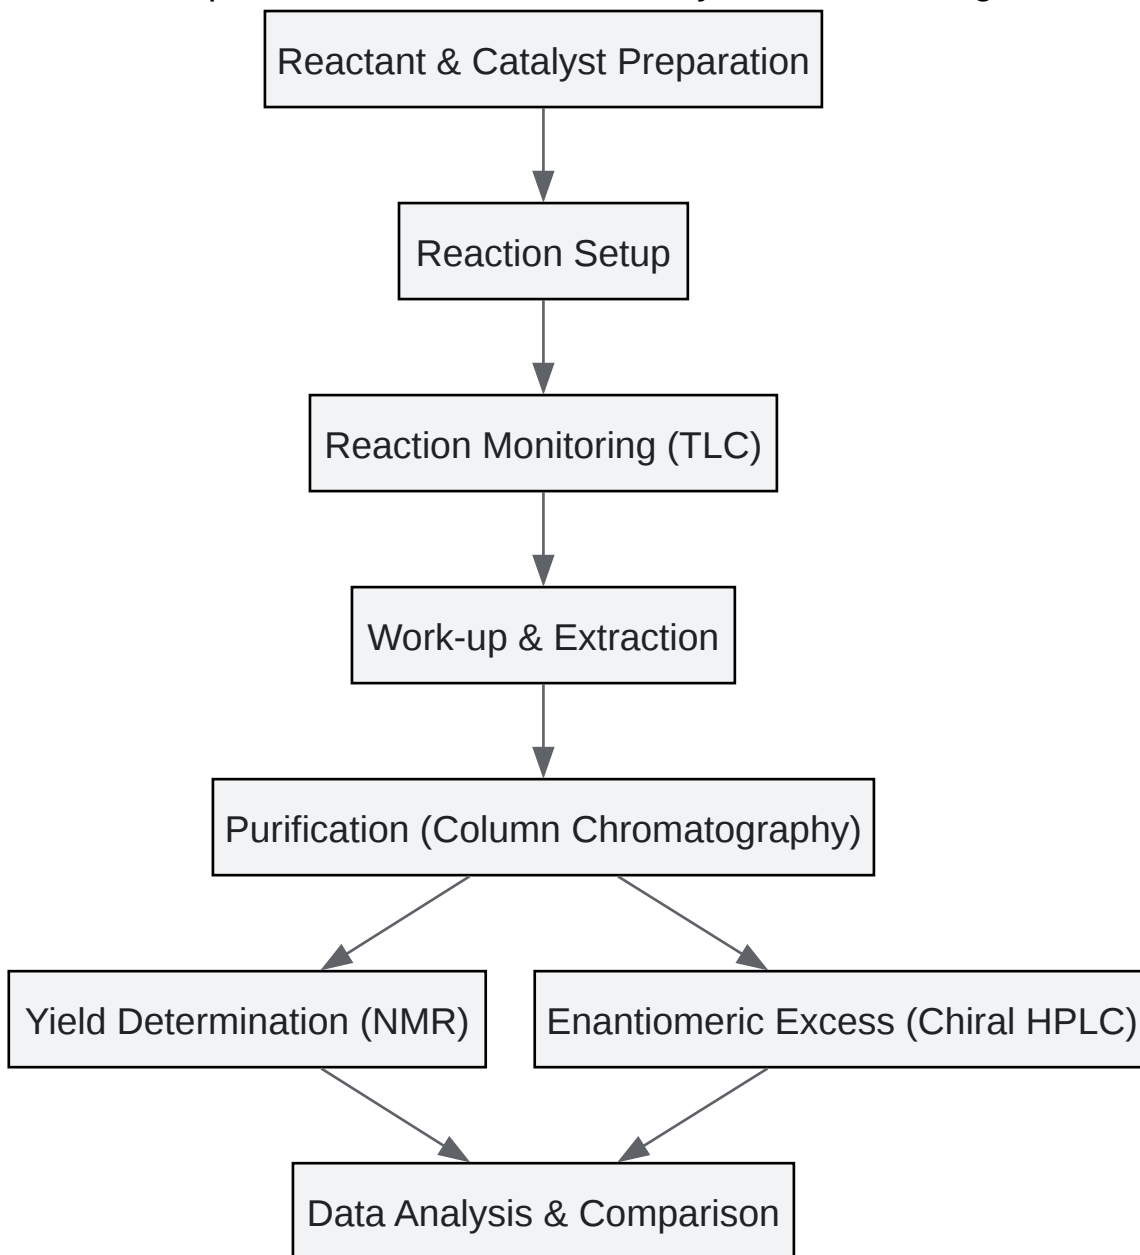 Reactant & Catalyst Preparation
Reaction Setup
Reaction Monitoring (TLC)
Work-up & Extraction
Purification (Column Chromatography)
Yield Determination (NMR)
Enantiomeric Excess (Chiral HPLC)
Data Analysis & Comparison